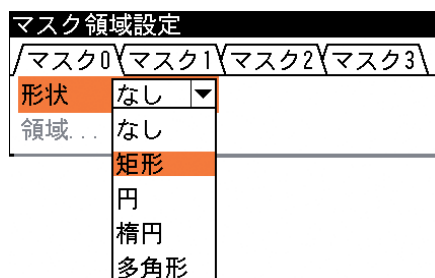 マスク領域設定
マスク0 マスク1 マスク2 マスク3
形状 なし
領域... なし
矩形
円
楕円
多角形